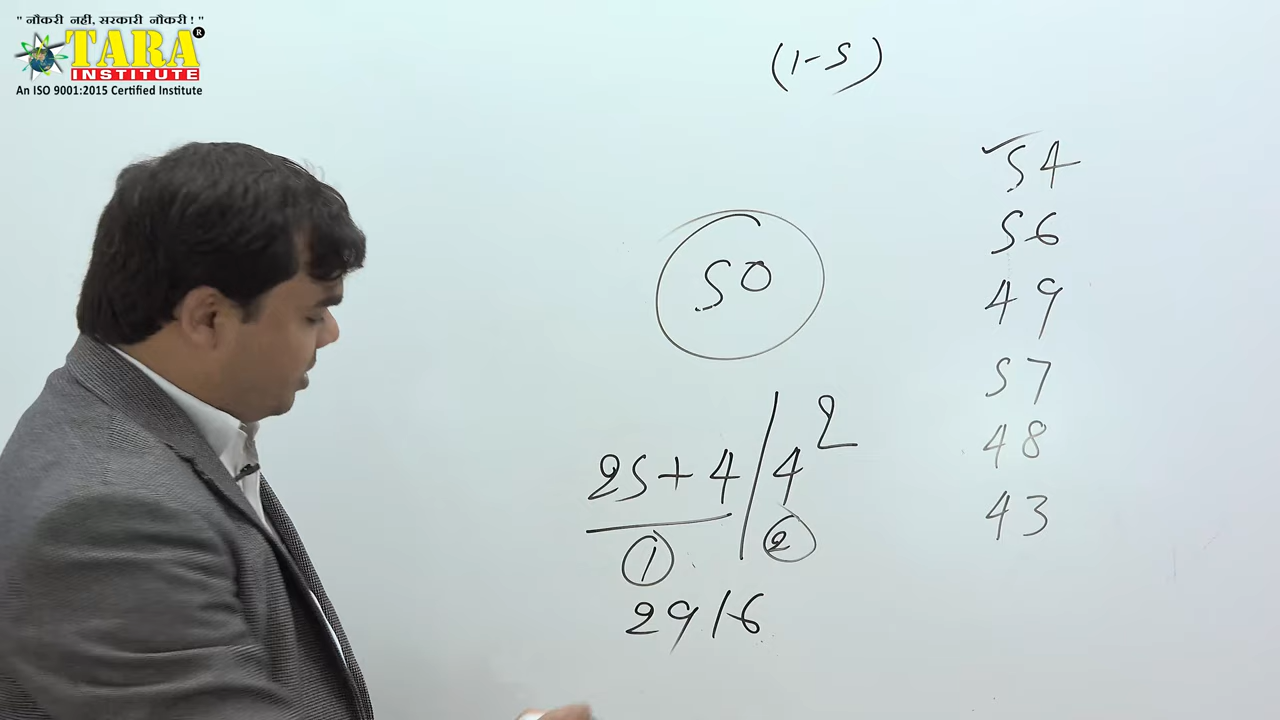 " नौकरी नहीं, सरकारी नौकरी ! "
TARA ®
INSTITUTE
An ISO 9001:2015 Certified Institute
(1-5)
54
56
49
57
48
43
50
25+4 / 4²
1 2
2916